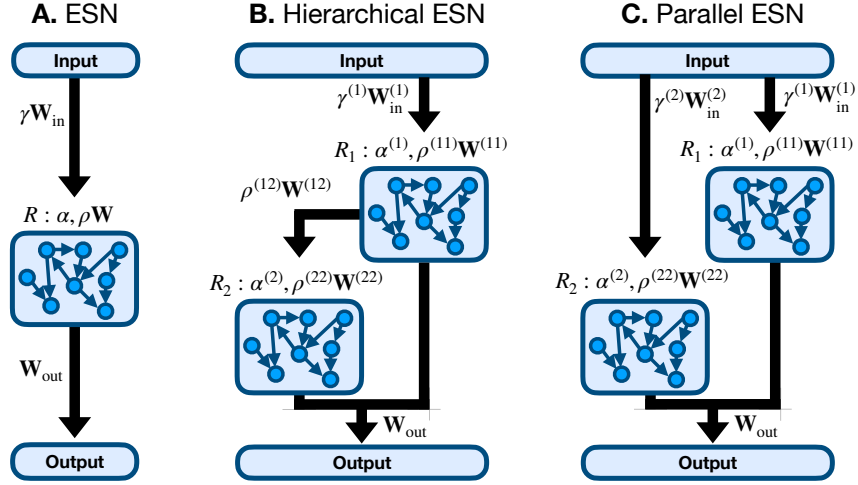 A. ESN
Input
γW_in
R : α, ρW
W_out
Output
B. Hierarchical ESN
Input
γ^(1)W_in^(1)
R_1 : α^(1), ρ^(11)W^(11)
ρ^(12)W^(12)
R_2 : α^(2), ρ^(22)W^(22)
W_out
Output
C. Parallel ESN
Input
γ^(2)W_in^(2)
γ^(1)W_in^(1)
R_1 : α^(1), ρ^(11)W^(11)
R_2 : α^(2), ρ^(22)W^(22)
W_out
Output